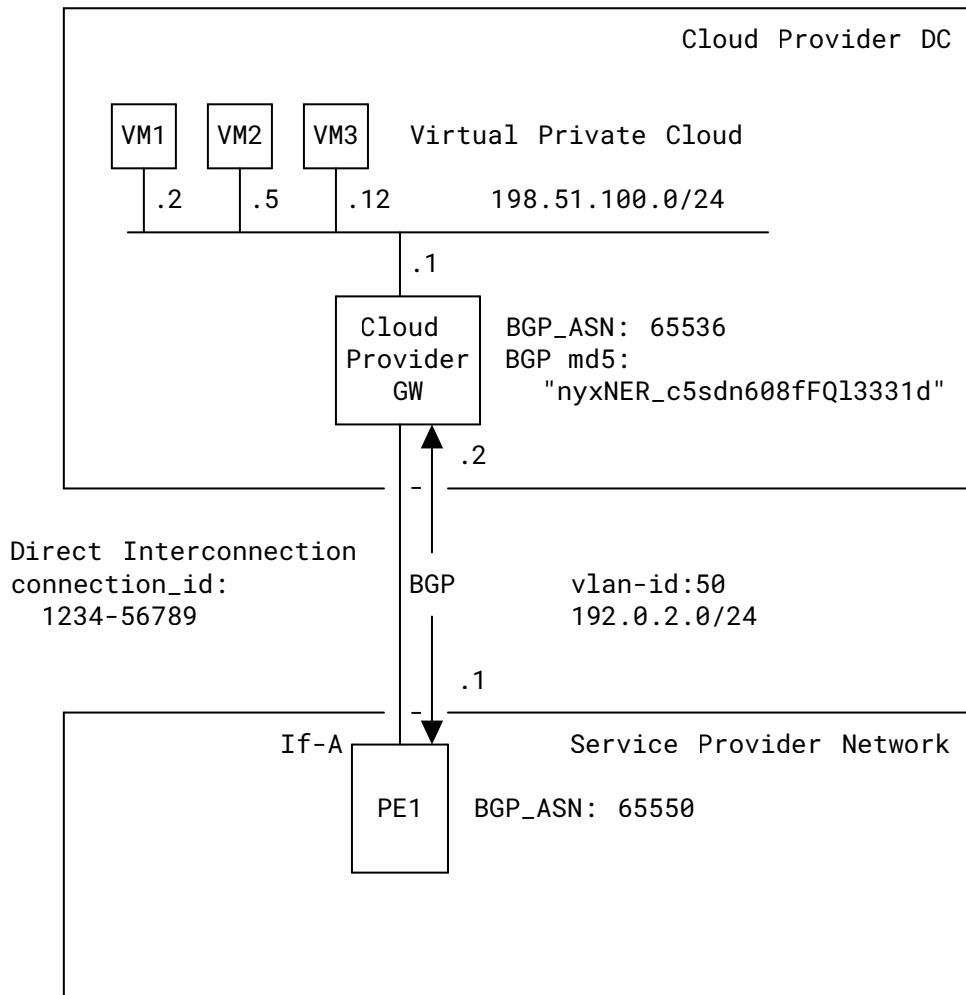 Cloud Provider DC
VM1 VM2 VM3 Virtual Private Cloud
.2 .5 .12 198.51.100.0/24
.1
Cloud BGP_ASN: 65536
Provider BGP md5:
GW "nyxNER_c5sdn608fFQl3331d"
.2
Direct Interconnection
connection_id: BGP vlan-id:50
1234-56789 192.0.2.0/24
.1
If-A Service Provider Network
PE1 BGP_ASN: 65550